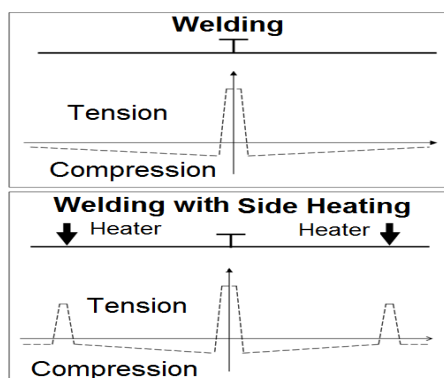 Welding
Tension
Compression
Welding with Side Heating
Heater Heater
Tension
Compression